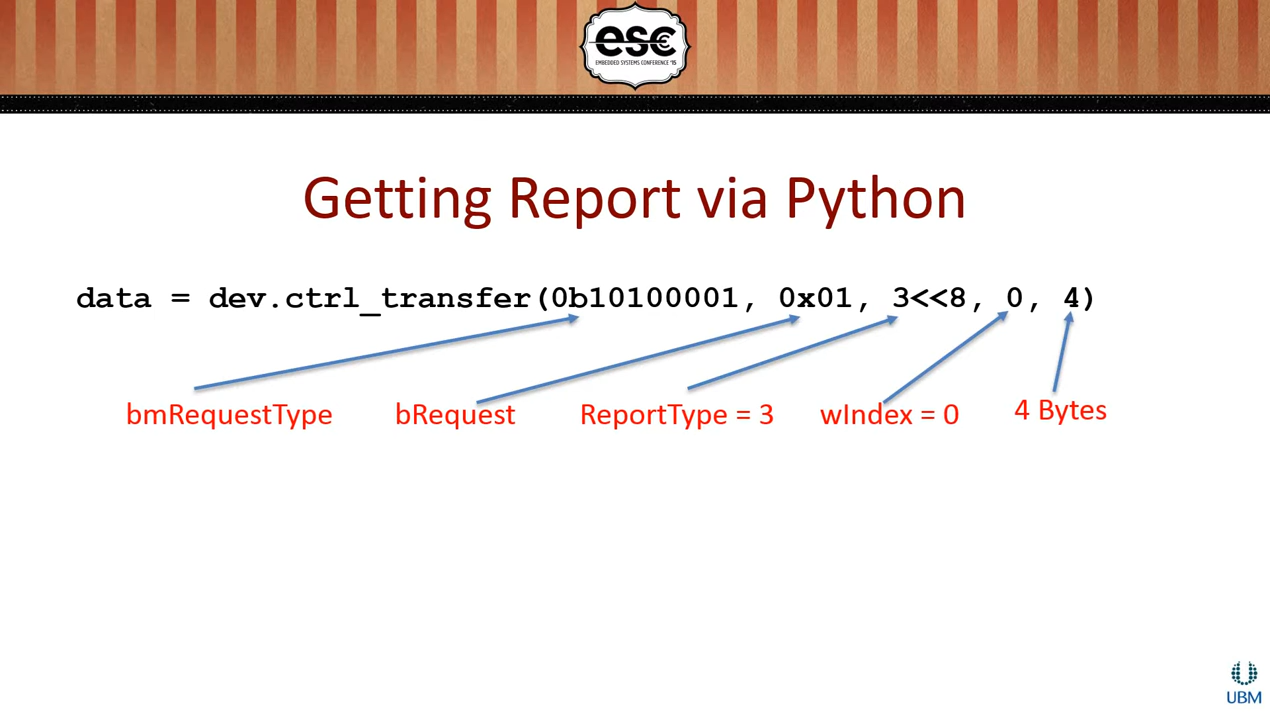 esc
EMBEDDED SYSTEMS CONFERENCE '15
Getting Report via Python
data = dev.ctrl_transfer(0b10100001, 0x01, 3<<8, 0, 4)
bmRequestType bRequest ReportType = 3 wIndex = 0 4 Bytes
UBM